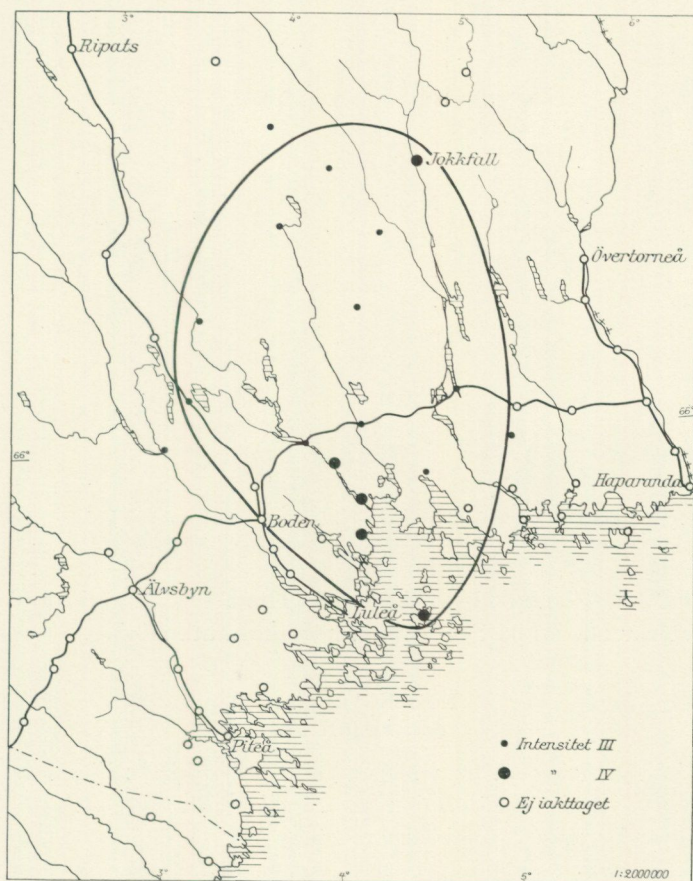 3° 4° 5° 6°
Ripats
Jokkfall
Övertorneå
66°
66°
Haparanda
Boden
Älvsbyn
Luleå
Piteå
Intensitet III
" IV
Ej iakttaget
3° 4° 5°
1:2000000